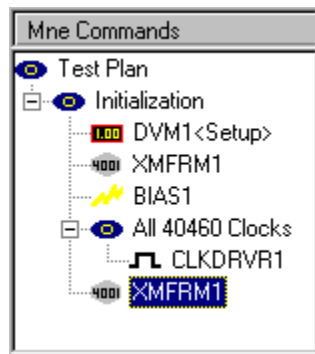 Mne Commands
Test Plan
Initialization
1.00 DVM1<Setup>
4001 XMFRM1
BIAS1
All 40460 Clocks
CLKDRVR1
4001 XMFRM1